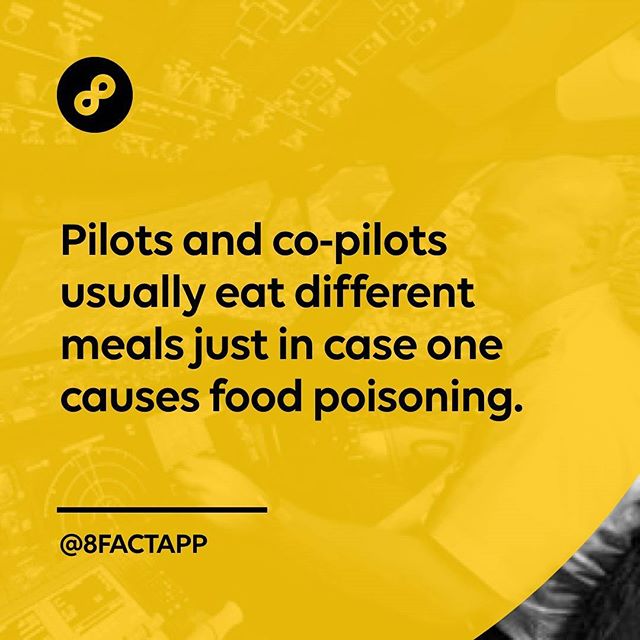 Pilots and co-pilots
usually eat different
meals just in case one
causes food poisoning.
@8FACTAPP